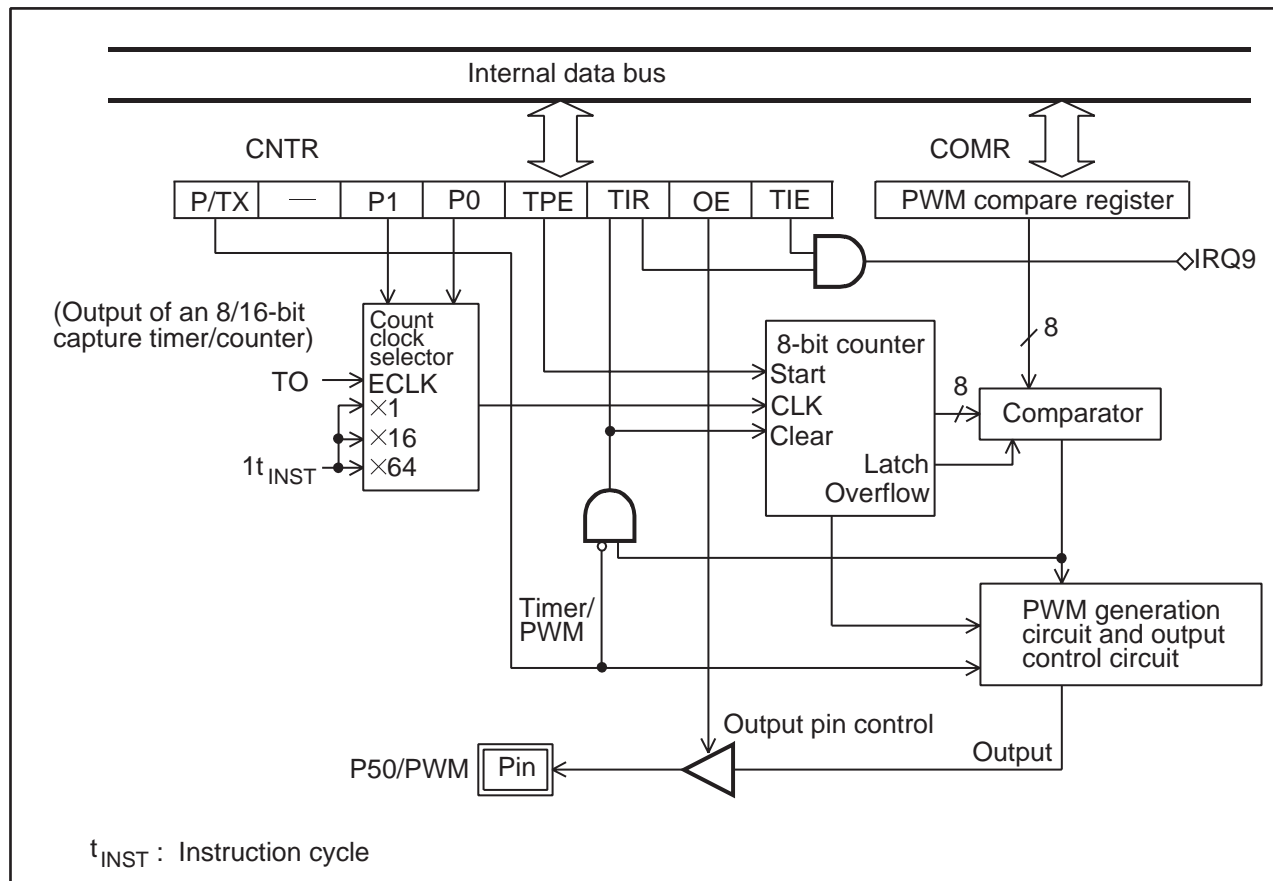 Internal data bus
CNTR
COMR
P/TX — P1 P0 TPE TIR OE TIE
PWM compare register
IRQ9
(Output of an 8/16-bit
capture timer/counter)
Count
clock
selector
TO
ECLK
×1
×16
×64
1t INST
8-bit counter
Start
CLK
Clear
Latch
Overflow
8
8
Comparator
Timer/
PWM
PWM generation
circuit and output
control circuit
Output pin control
Output
P50/PWM
Pin
t INST : Instruction cycle